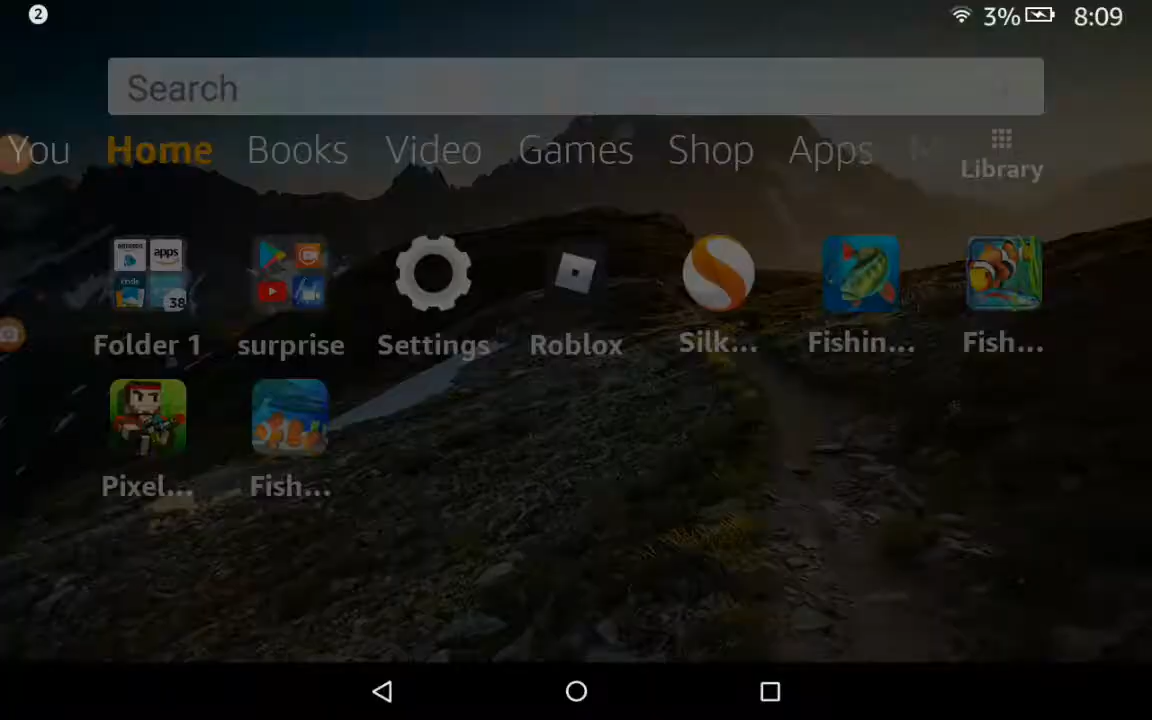 2
3%
8:09
Search
You Home Books Video Games Shop Apps M Library
Folder 1 surprise Settings Roblox Silk... Fishin... Fish...
apps
38
Pixel... Fish...